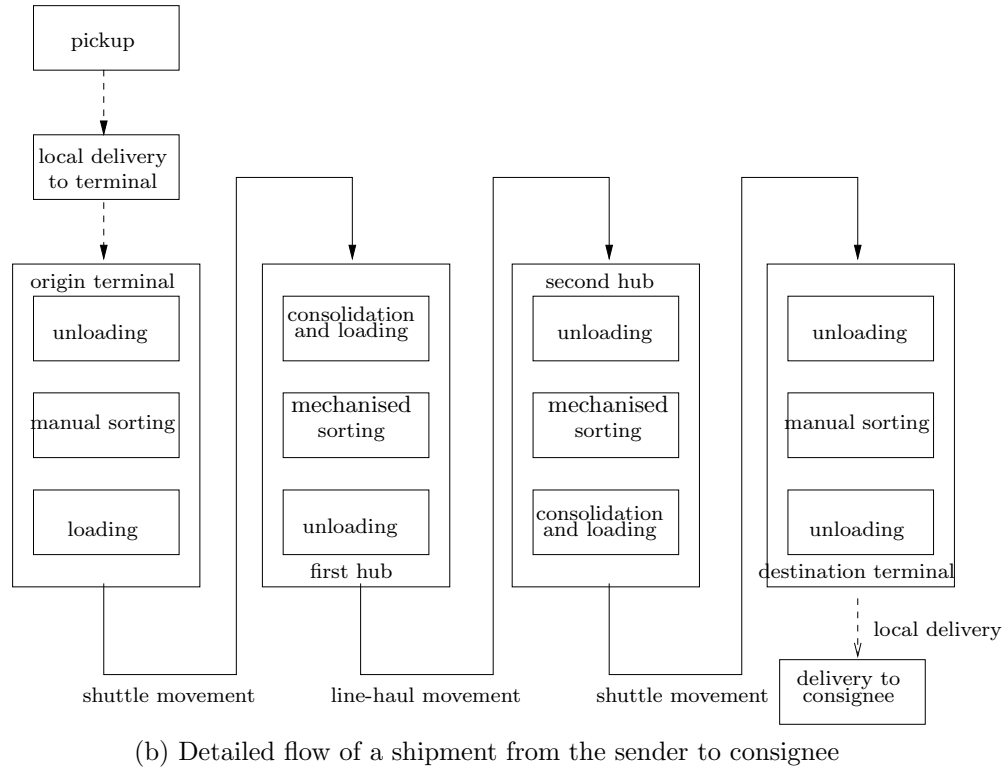 pickup
local delivery
to terminal
origin terminal
unloading
manual sorting
loading
shuttle movement
consolidation
and loading
mechanised
sorting
unloading
first hub
line-haul movement
second hub
unloading
mechanised
sorting
consolidation
and loading
shuttle movement
unloading
manual sorting
unloading
destination terminal
local delivery
delivery to
consignee
(b) Detailed flow of a shipment from the sender to consignee